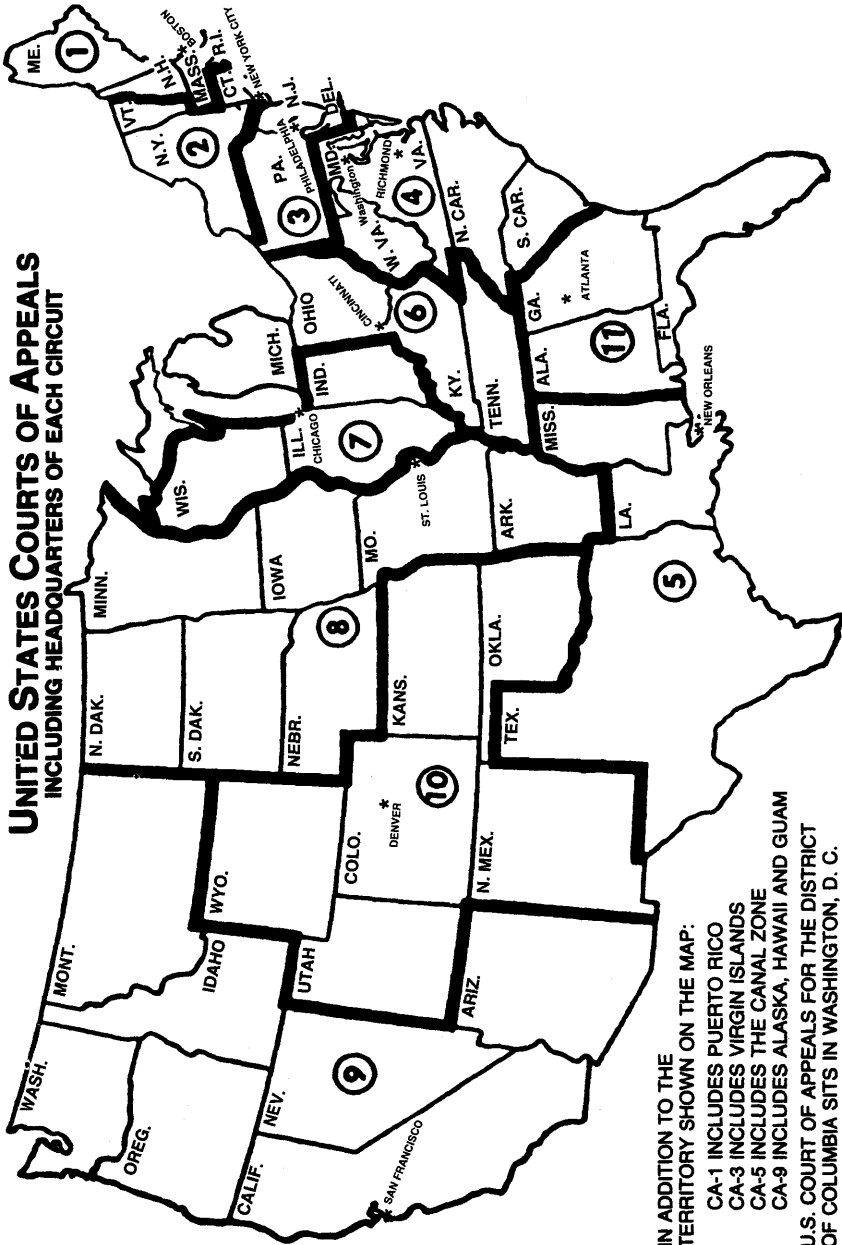 UNITED STATES COURTS OF APPEALS
INCLUDING HEADQUARTERS OF EACH CIRCUIT
WASH.
MONT.
N. DAK.
MINN.
ME.
1
VT.
N.H.
BOSTON
MASS.
R.I.
CT.
NEW YORK CITY
N.Y.
2
OREG.
IDAHO
WYO.
S. DAK.
WIS.
MICH.
PA.
3
PHILADELPHIA
N.J.
DEL.
MD.
Washington
NEBR.
8
IOWA
ILL.
CHICAGO
7
IND.
OHIO
CINCINNATI
6
W. VA.
4
RICHMOND
VA.
CALIF.
NEV.
9
UTAH
COLO.
DENVER
10
KANS.
MO.
ST. LOUIS
KY.
N. CAR.
SAN FRANCISCO
ARIZ.
N. MEX.
TEX.
OKLA.
ARK.
TENN.
S. CAR.
MISS.
ALA.
GA.
ATLANTA
11
5
LA.
NEW ORLEANS
FLA.
IN ADDITION TO THE
TERRITORY SHOWN ON THE MAP:
CA-1 INCLUDES PUERTO RICO
CA-3 INCLUDES VIRGIN ISLANDS
CA-5 INCLUDES THE CANAL ZONE
CA-9 INCLUDES ALASKA, HAWAII AND GUAM
U.S. COURT OF APPEALS FOR THE DISTRICT
OF COLUMBIA SITS IN WASHINGTON, D. C.